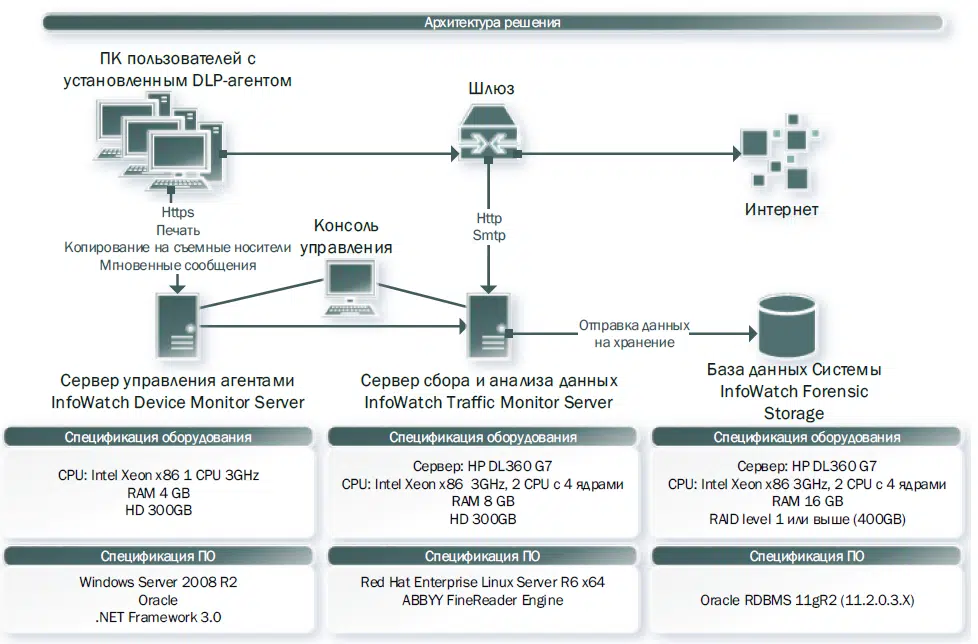 Архитектура решения
ПК пользователей с
установленным DLP-агентом
Шлюз
Интернет
Https
Печать
Копирование на съемные носители
Мгновенные сообщения
Консоль
управления
Http
Smtp
Отправка данных
на хранение
Сервер управления агентами
InfoWatch Device Monitor Server
Сервер сбора и анализа данных
InfoWatch Traffic Monitor Server
База данных Системы
InfoWatch Forensic
Storage
Спецификация оборудования
CPU: Intel Xeon x86 1 CPU 3GHz
RAM 4 GB
HD 300GB
Спецификация оборудования
Сервер: HP DL360 G7
CPU: Intel Xeon x86  3GHz, 2 CPU с 4 ядрами
RAM 8 GB
HD 300GB
Спецификация оборудования
Сервер: HP DL360 G7
CPU: Intel Xeon x86 3GHz, 2 CPU с 4 ядрами
RAM 16 GB
RAID level 1 или выше (400GB)
Спецификация ПО
Windows Server 2008 R2
Oracle
.NET Framework 3.0
Спецификация ПО
Red Hat Enterprise Linux Server R6 x64
ABBYY FineReader Engine
Спецификация ПО
Oracle RDBMS 11gR2 (11.2.0.3.X)